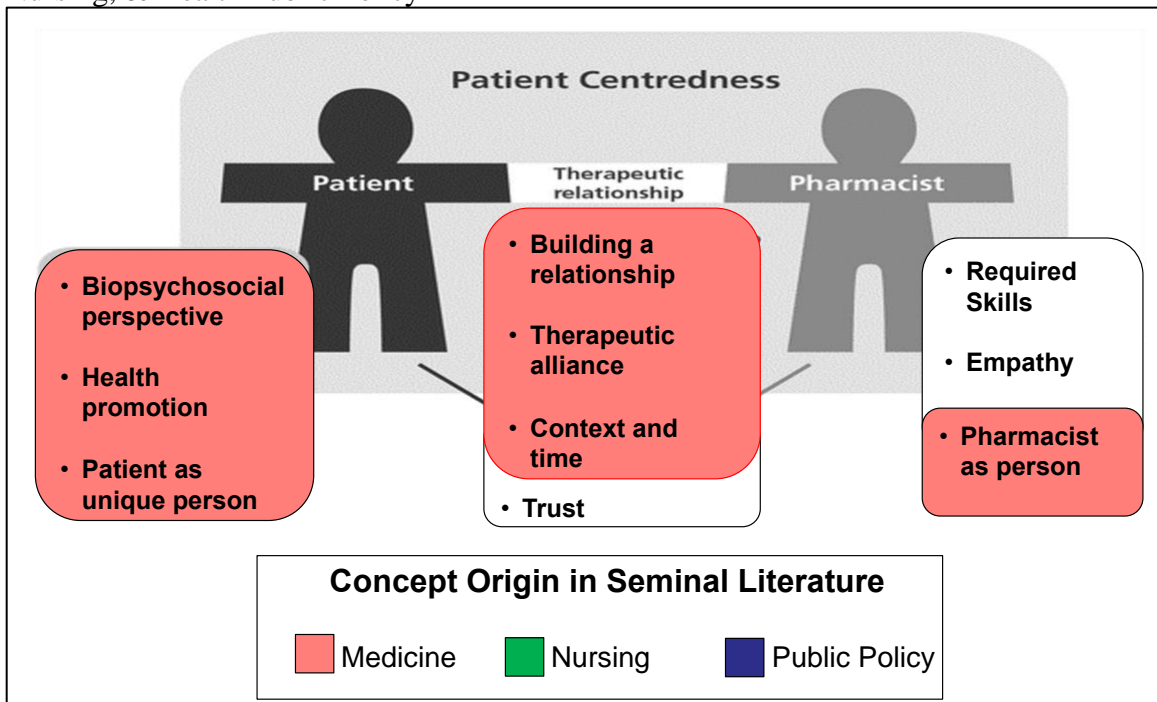 Patient Centredness
Patient
Therapeutic
relationship
Pharmacist
• Biopsychosocial
perspective
• Health
promotion
• Patient as
unique person
• Building a
relationship
• Therapeutic
alliance
• Context and
time
• Trust
• Required
Skills
• Empathy
• Pharmacist
as person
Concept Origin in Seminal Literature
Medicine
Nursing
Public Policy